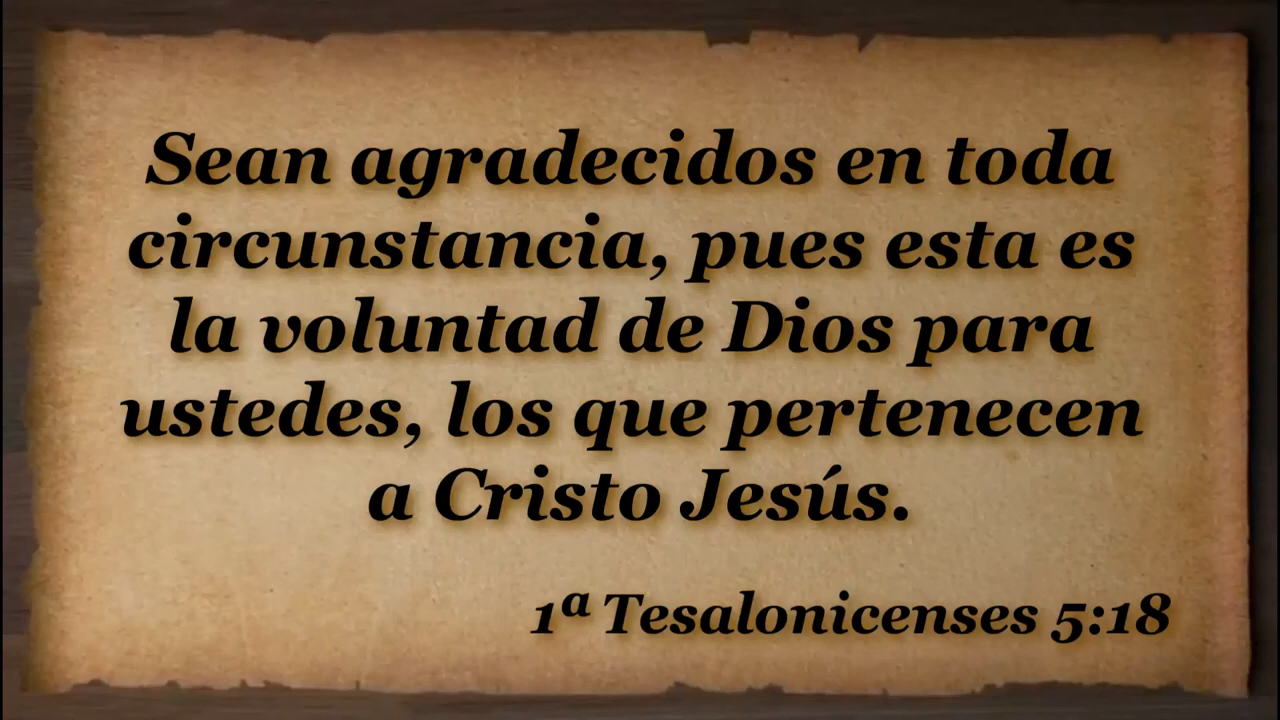 Sean agradecidos en toda
circunstancia, pues esta es
la voluntad de Dios para
ustedes, los que pertenecen
a Cristo Jesús.
1ª Tesalonicenses 5:18